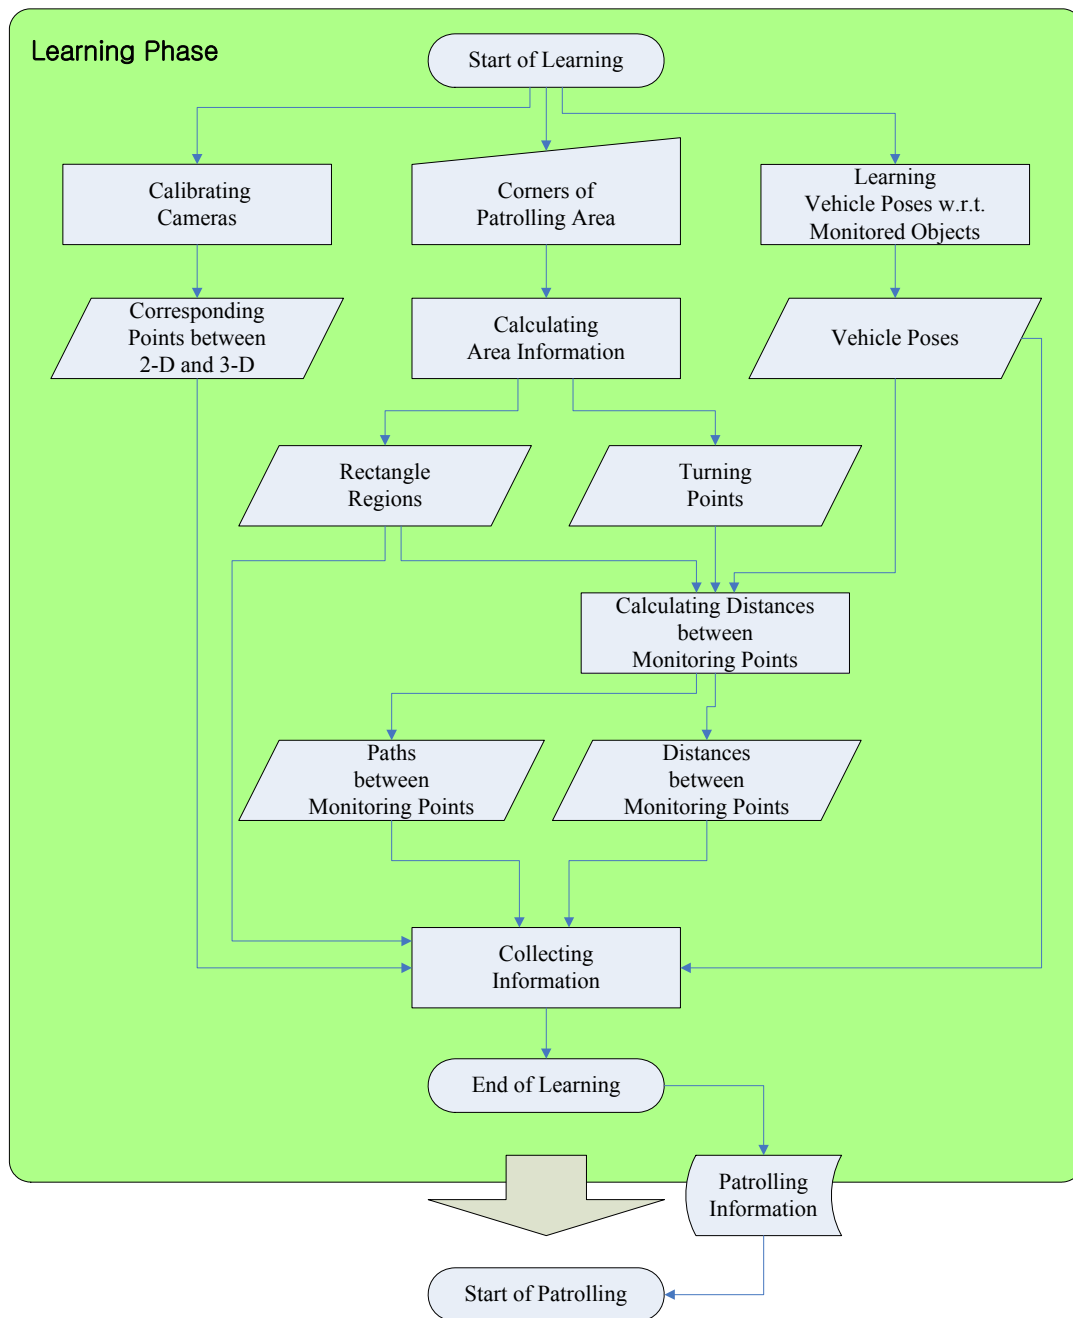 Learning Phase
Start of Learning
Calibrating
Cameras
Corners of
Patrolling Area
Learning
Vehicle Poses w.r.t.
Monitored Objects
Corresponding
Points between
2-D and 3-D
Calculating
Area Information
Vehicle Poses
Rectangle
Regions
Turning
Points
Calculating Distances
between
Monitoring Points
Paths
between
Monitoring Points
Distances
between
Monitoring Points
Collecting
Information
End of Learning
Patrolling
Information
Start of Patrolling